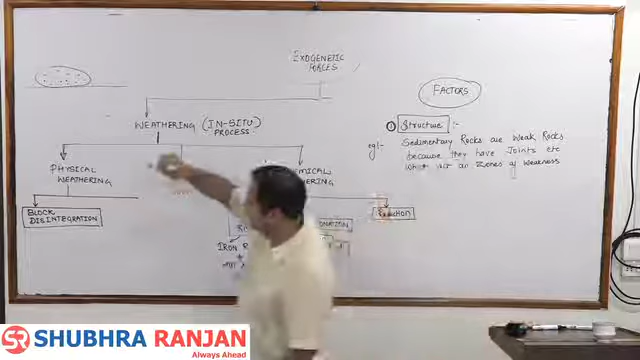 EXOGENETIC
FORCES
WEATHERING (IN-SITU)
PROCESS
PHYSICAL
WEATHERING
BLOCK
DISINTEGRATION
IRON
FACTORS
① Structure :-
eg:- Sedimentary Rocks are Weak Rocks
because they have Joints etc
which act as Zones of Weakness
SR SHUBHRA RANJAN
Always Ahead